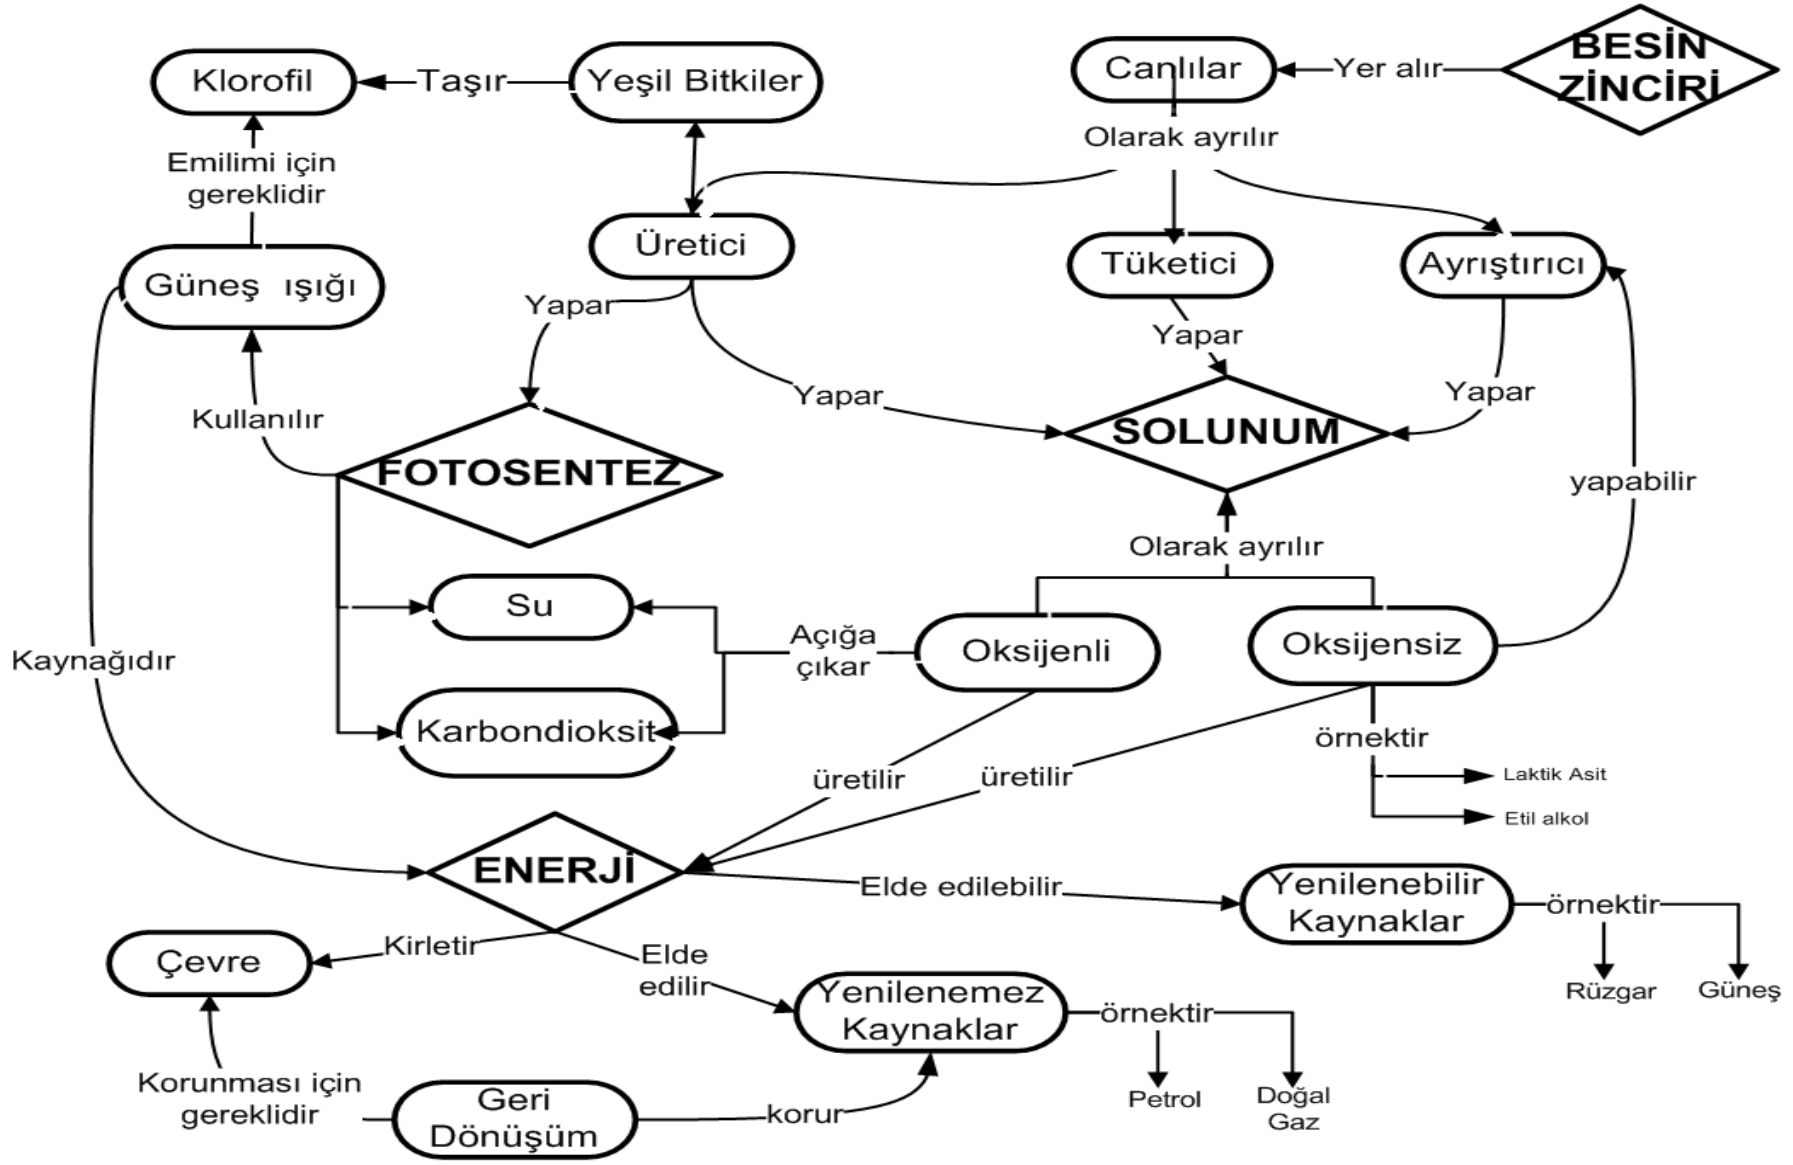 BESİN
ZİNCİRİ
Yer alır
Canlılar
Yeşil Bitkiler
Taşır
Klorofil
Olarak ayrılır
Emilimi için
gereklidir
Üretici
Tüketici
Ayrıştırıcı
Güneş ışığı
Yapar
Yapar
Yapar
Yapar
Kullanılır
SOLUNUM
FOTOSENTEZ
yapabilir
Olarak ayrılır
Su
Açığa
çıkar
Oksijenli
Oksijensiz
Kaynağıdır
Karbondioksit
örnektir
üretilir
üretilir
Laktik Asit
Etil alkol
ENERJİ
Elde edilebilir
Yenilenebilir
Kaynaklar
örnektir
Rüzgar
Güneş
Kirletir
Çevre
Elde
edilir
Yenilenemez
Kaynaklar
örnektir
Petrol
Doğal
Gaz
Korunması için
gereklidir
Geri
Dönüşüm
korur